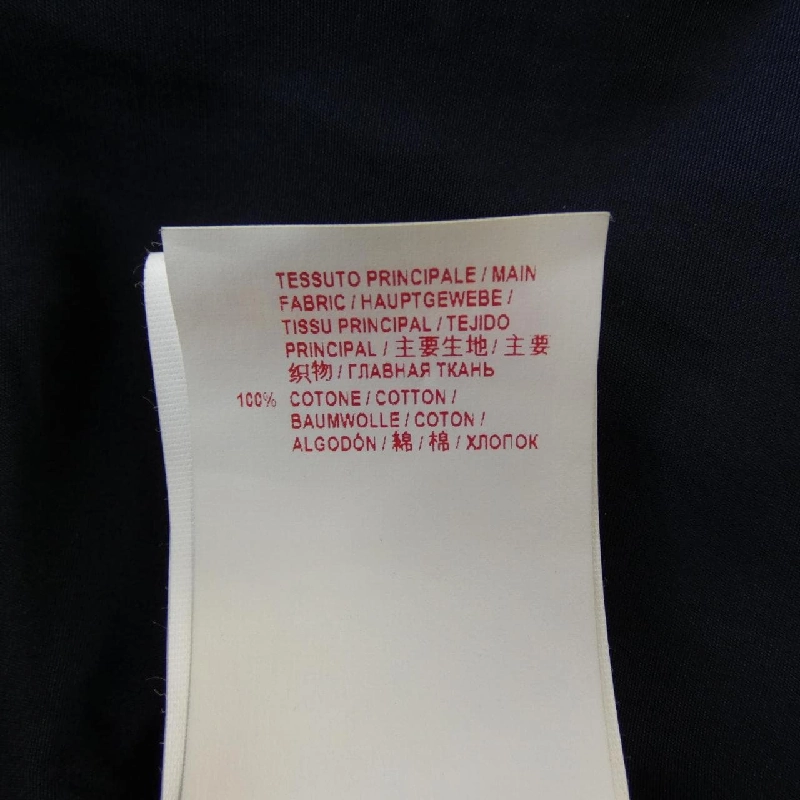 TESSUTO PRINCIPALE / MAIN
FABRIC / HAUPTGEWEBE /
TISSU PRINCIPAL / TEJIDO
PRINCIPAL / 主要生地 / 主要
织物 / ГЛАВНАЯ ТКАНЬ
100% COTONE / COTTON /
BAUMWOLLE / COTON /
ALGODÓN / 綿 / 棉 / ХЛОПОК